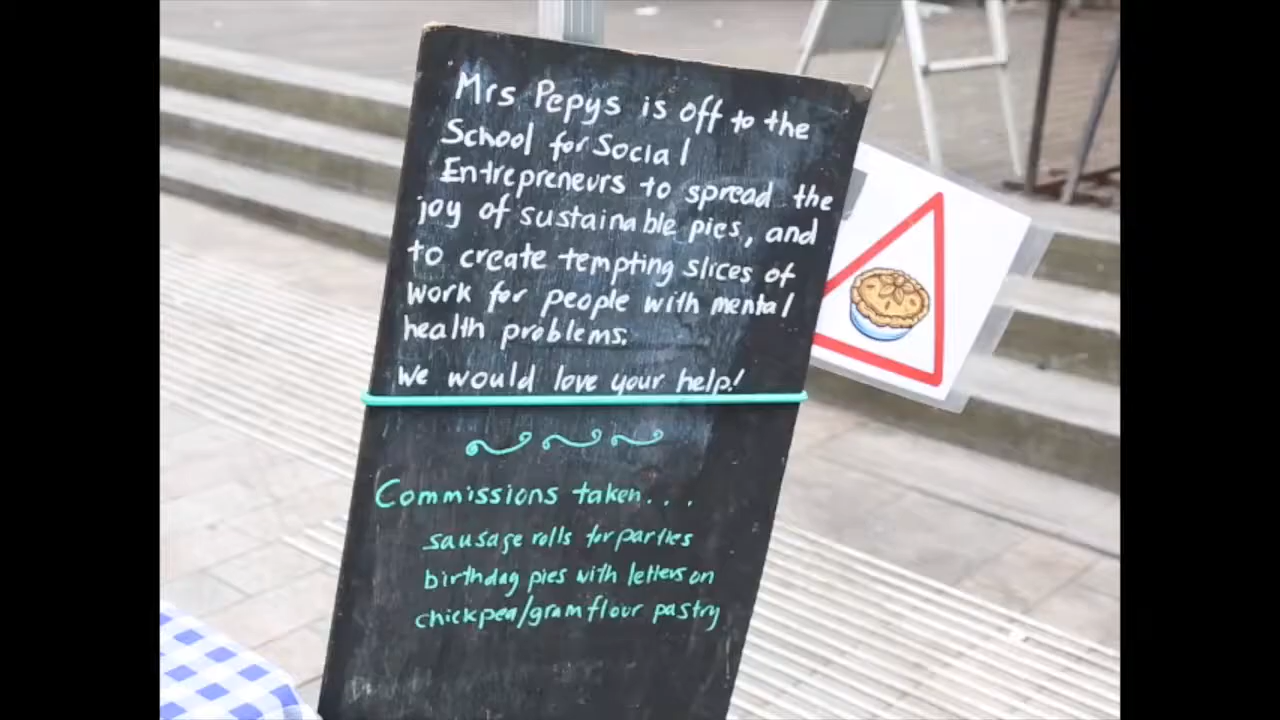 Mrs Pepys is off to the
School for Social
Entrepreneurs to spread the
joy of sustainable pies, and
to create tempting slices of
work for people with mental
health problems.
We would love your help!
Commissions taken...
sausage rolls for parties
birthday pies with letters on
chickpea/gram flour pastry